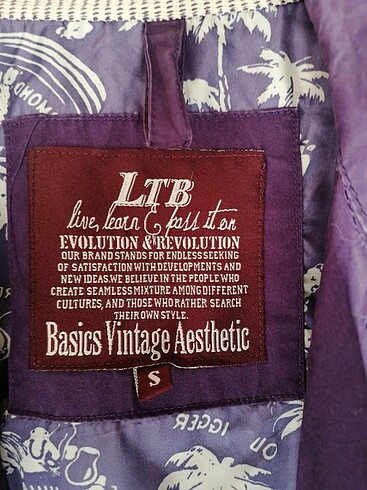 LTB
live, learn & pass it on
EVOLUTION & REVOLUTION
OUR BRAND STANDS FOR ENDLESS SEEKING
OF SATISFACTION WITH DEVELOPMENTS AND
NEW IDEAS.WE BELIEVE IN THE PEOPLE WHO
CREATE SEAMLESS MIXTURE AMONG DIFFERENT
CULTURES, AND THOSE WHO RATHER SEARCH
THEIR OWN STYLE.
Basics Vintage Aesthetic
S